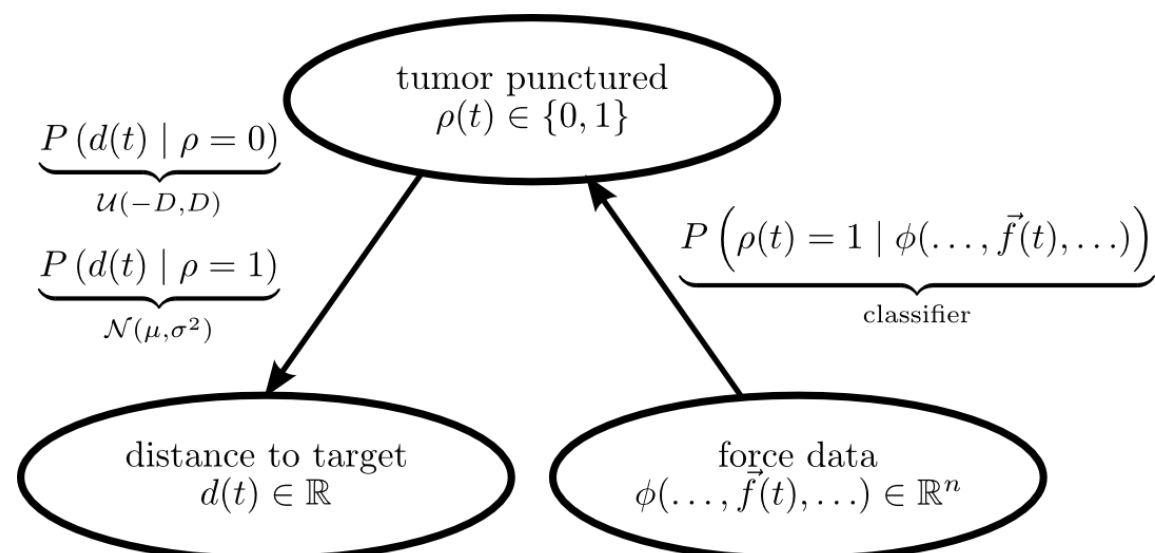 tumor punctured
ρ(t) ∈ {0, 1}
P (d(t) | ρ = 0)
𝒰(−D,D)
P (d(t) | ρ = 1)
𝒩(μ,σ²)
P(ρ(t) = 1 | ϕ(…, f⃗(t), …))
classifier
distance to target
d(t) ∈ ℝ
force data
ϕ(…, f⃗(t), …) ∈ ℝⁿ